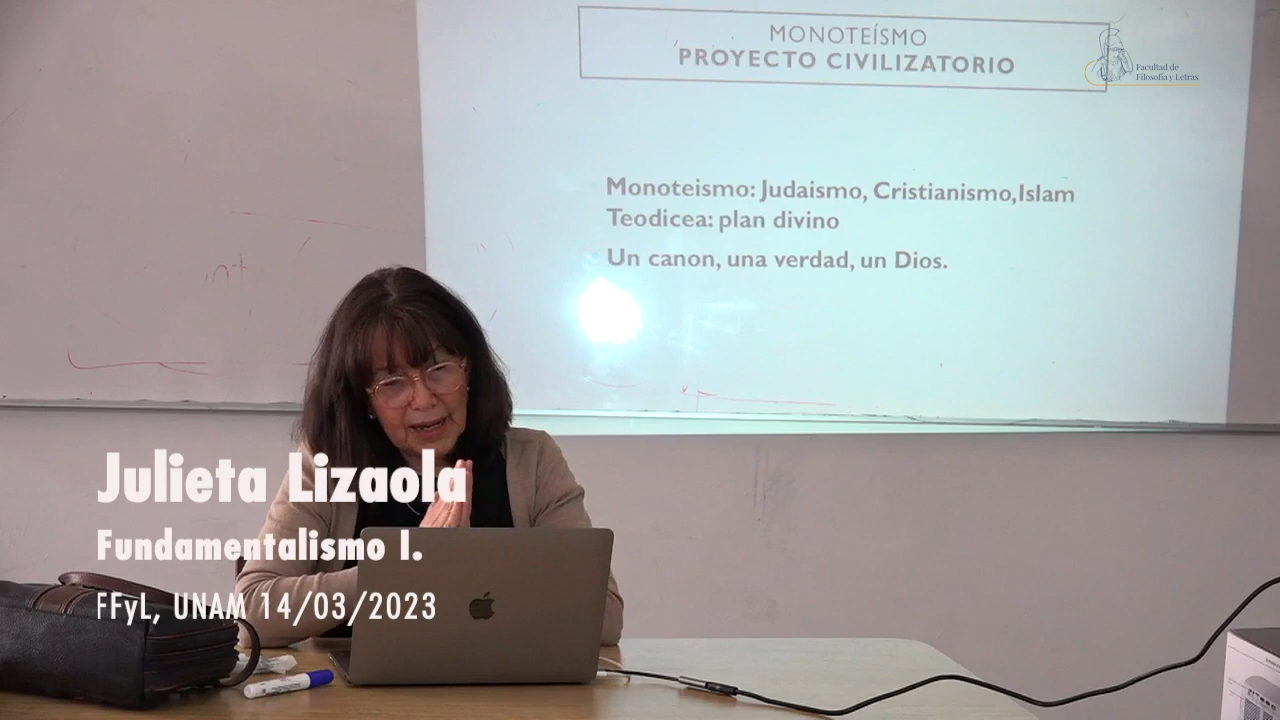 MONOTEÍSMO
PROYECTO CIVILIZATORIO
Facultad de
Filosofía y Letras
Monoteismo: Judaismo, Cristianismo,Islam
Teodicea: plan divino
Un canon, una verdad, un Dios.
Julieta Lizaola
Fundamentalismo I.
FFyL, UNAM 14/03/2023